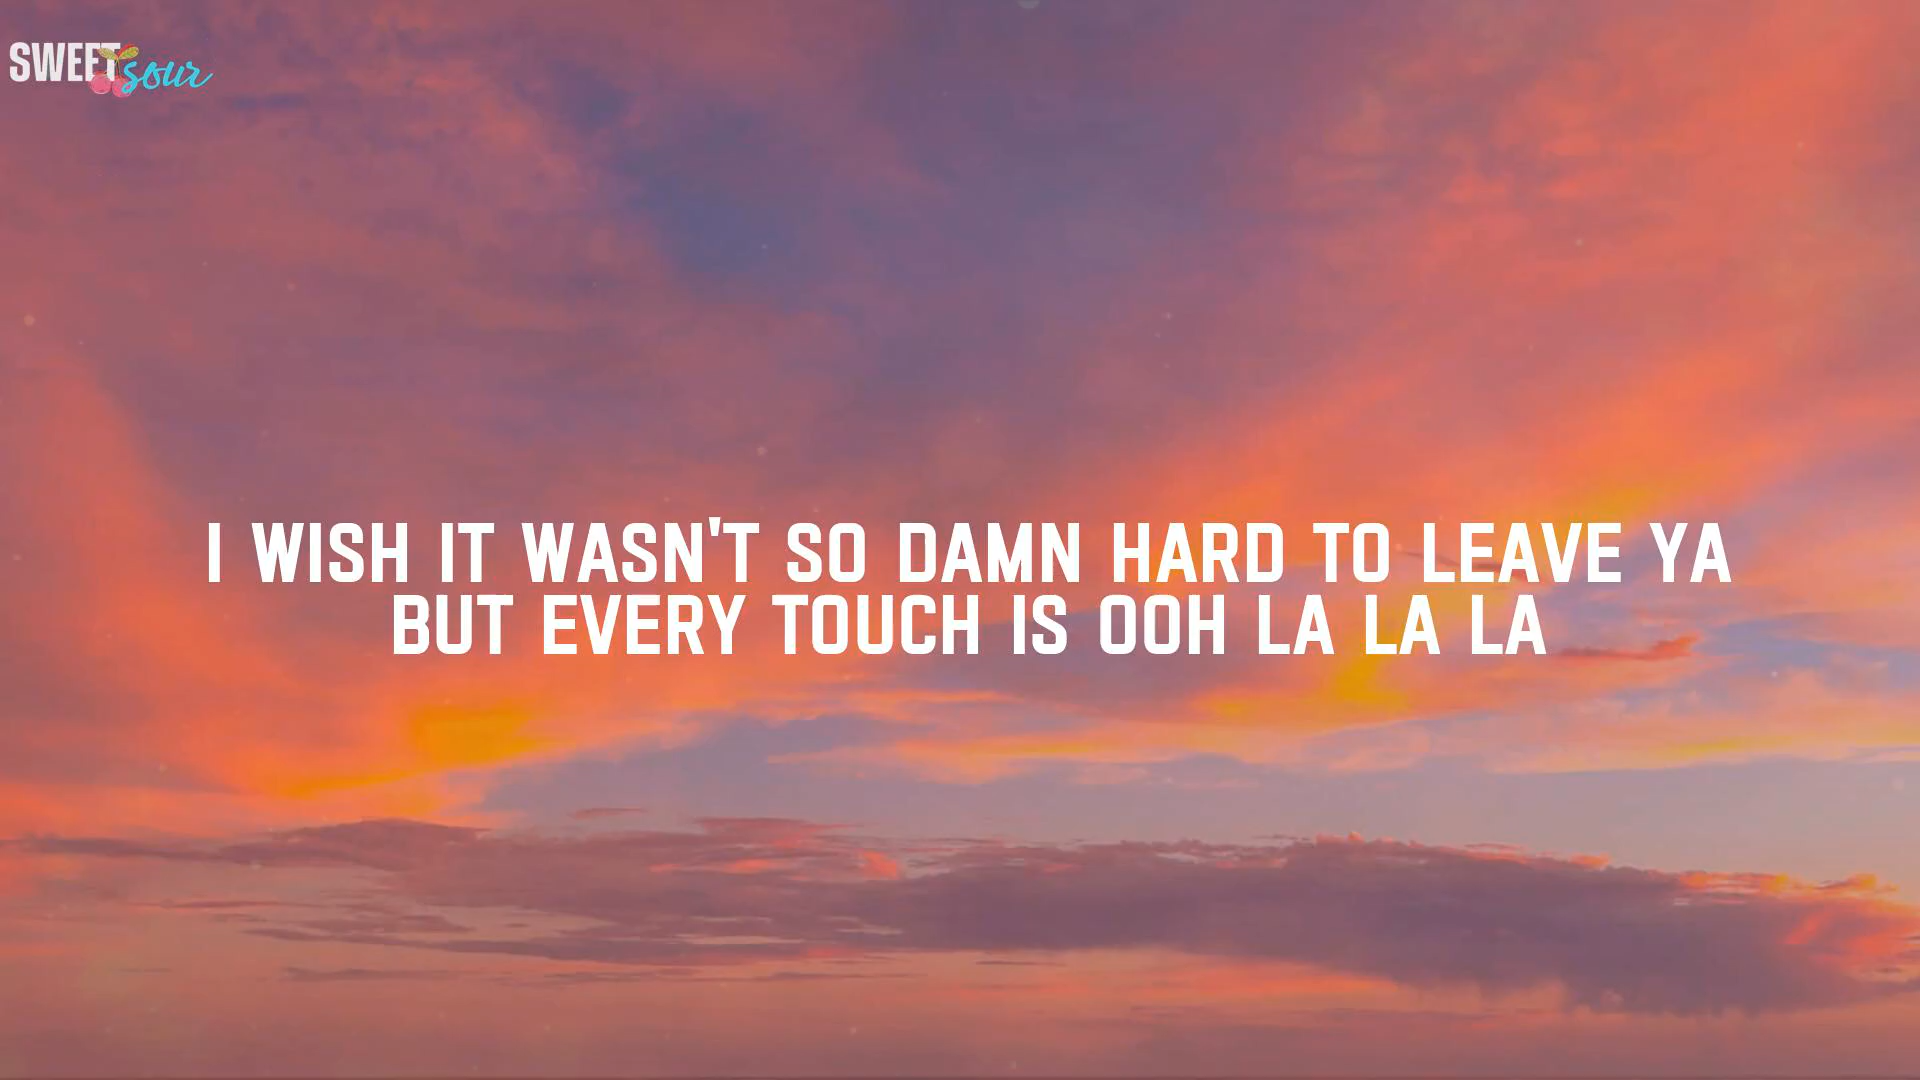 SWEET sour
I WISH IT WASN'T SO DAMN HARD TO LEAVE YA
BUT EVERY TOUCH IS OOH LA LA LA